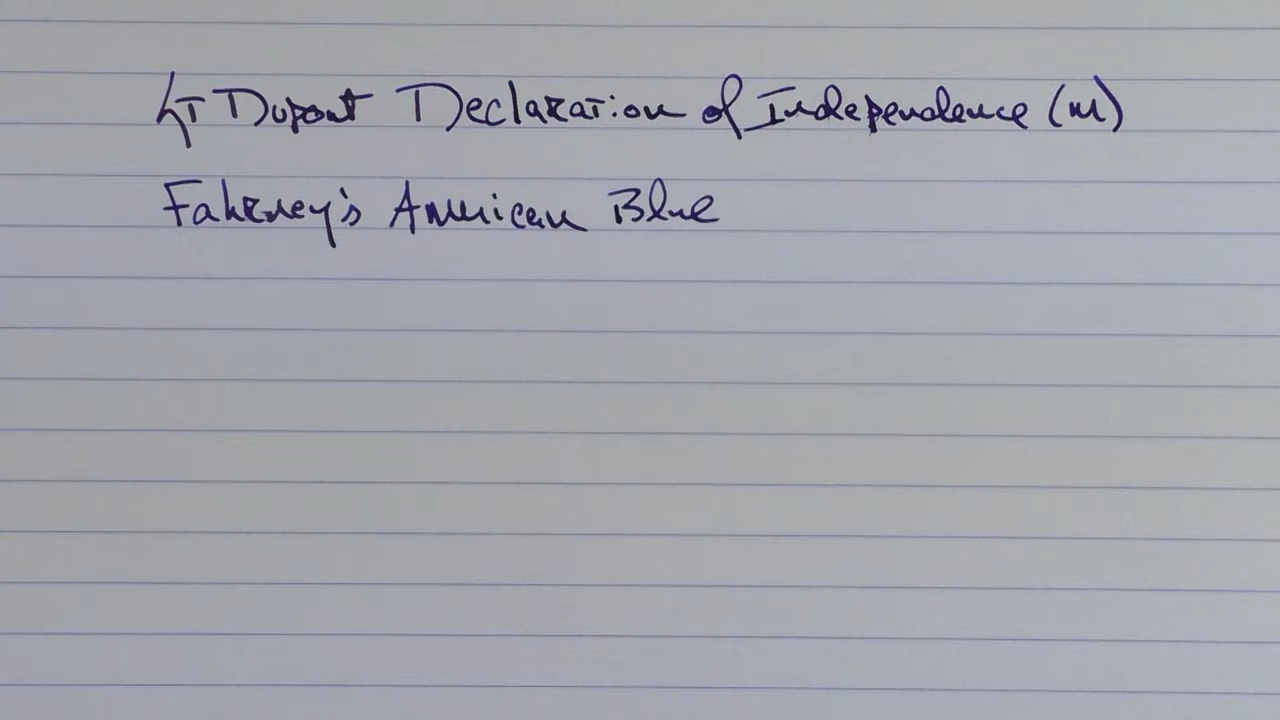 ST Dupont Declaration of Independence (M)
Fahrney's American Blue